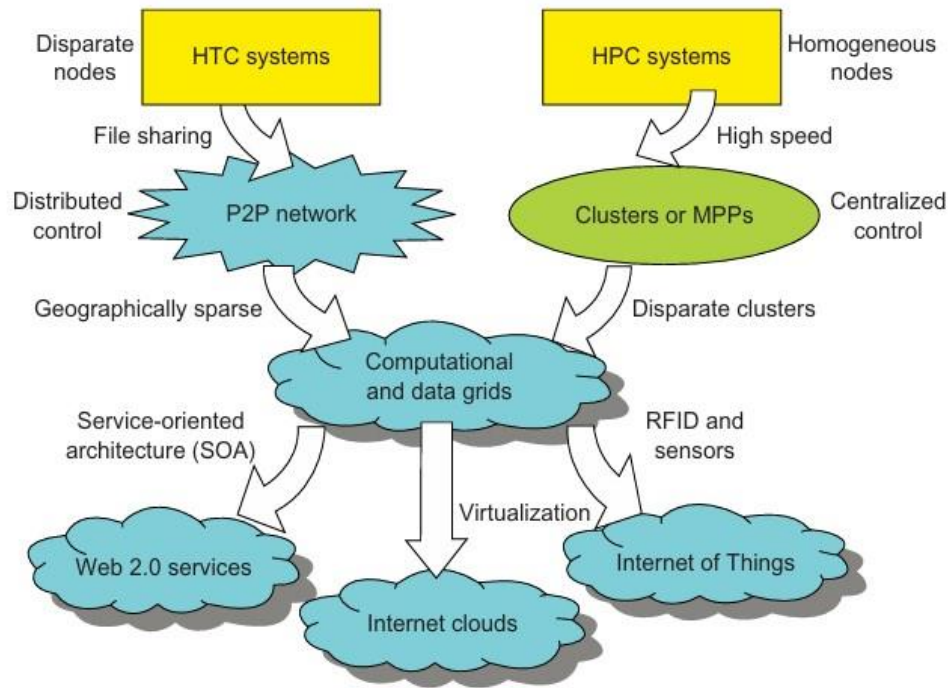 Disparate
nodes
HTC systems
HPC systems
Homogeneous
nodes
File sharing
High speed
Distributed
control
P2P network
Clusters or MPPs
Centralized
control
Geographically sparse
Disparate clusters
Computational
and data grids
Service-oriented
architecture (SOA)
RFID and
sensors
Virtualization
Web 2.0 services
Internet of Things
Internet clouds